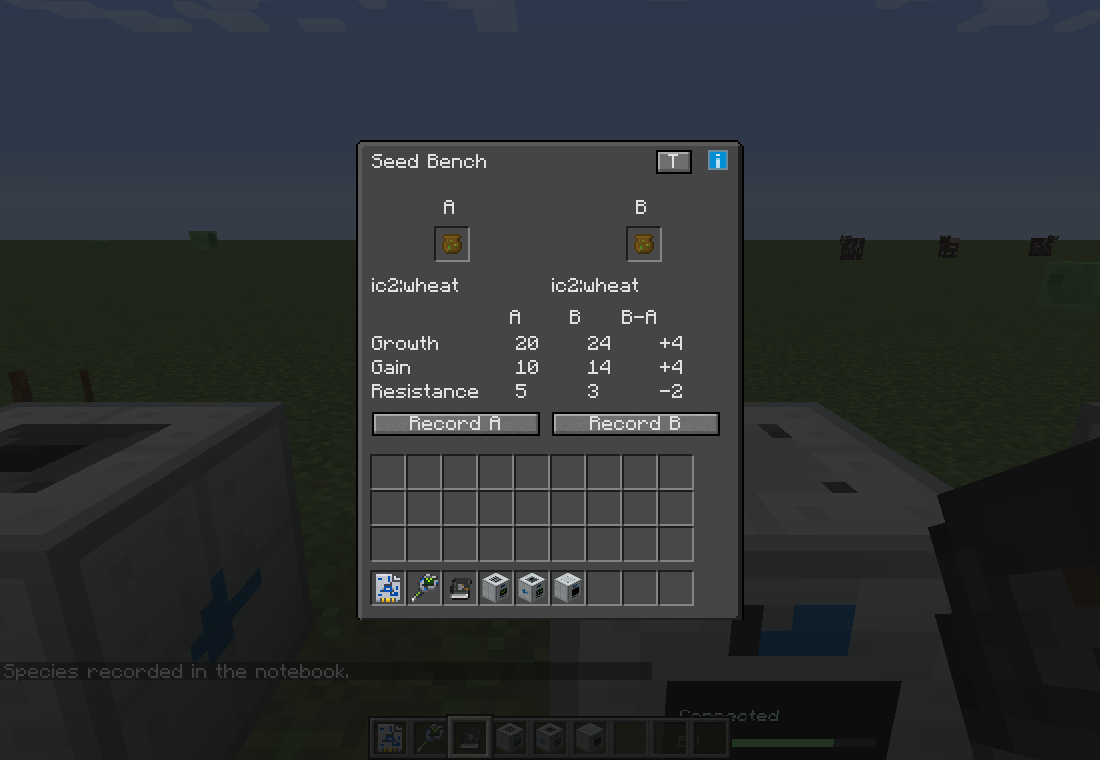 Seed Bench T i
A B
ic2:wheat ic2:wheat
A B B-A
Growth 20 24 +4
Gain 10 14 +4
Resistance 5 3 -2
Record A Record B
Species recorded in the notebook.
Connected